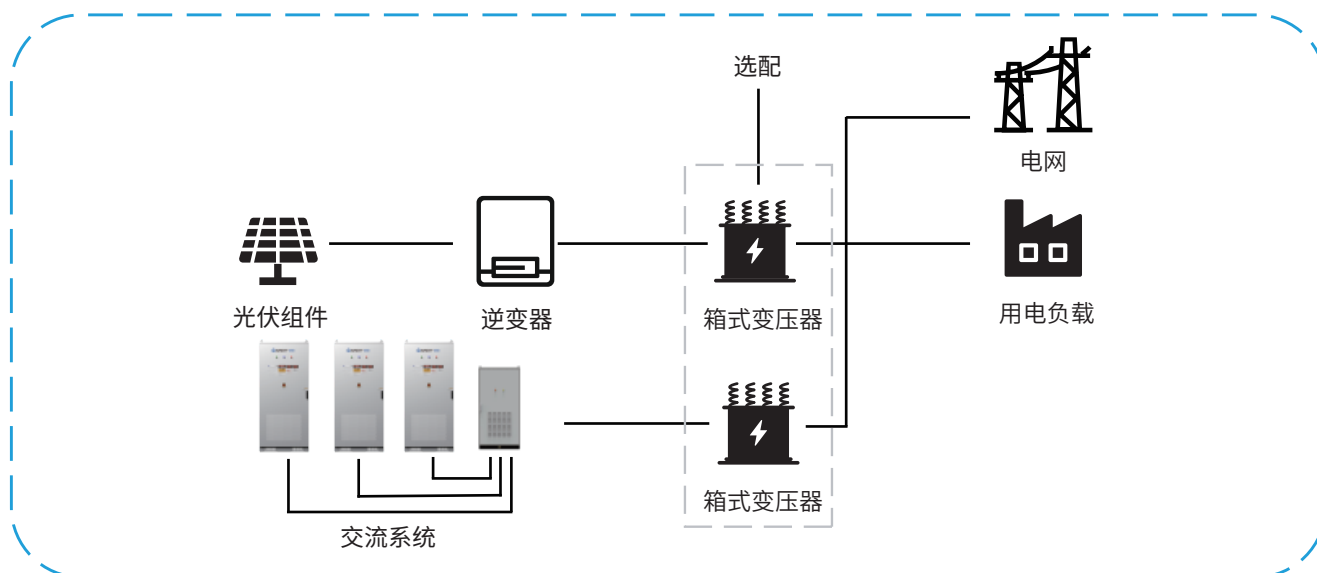 选配
电网
光伏组件
逆变器
箱式变压器
用电负载
箱式变压器
交流系统